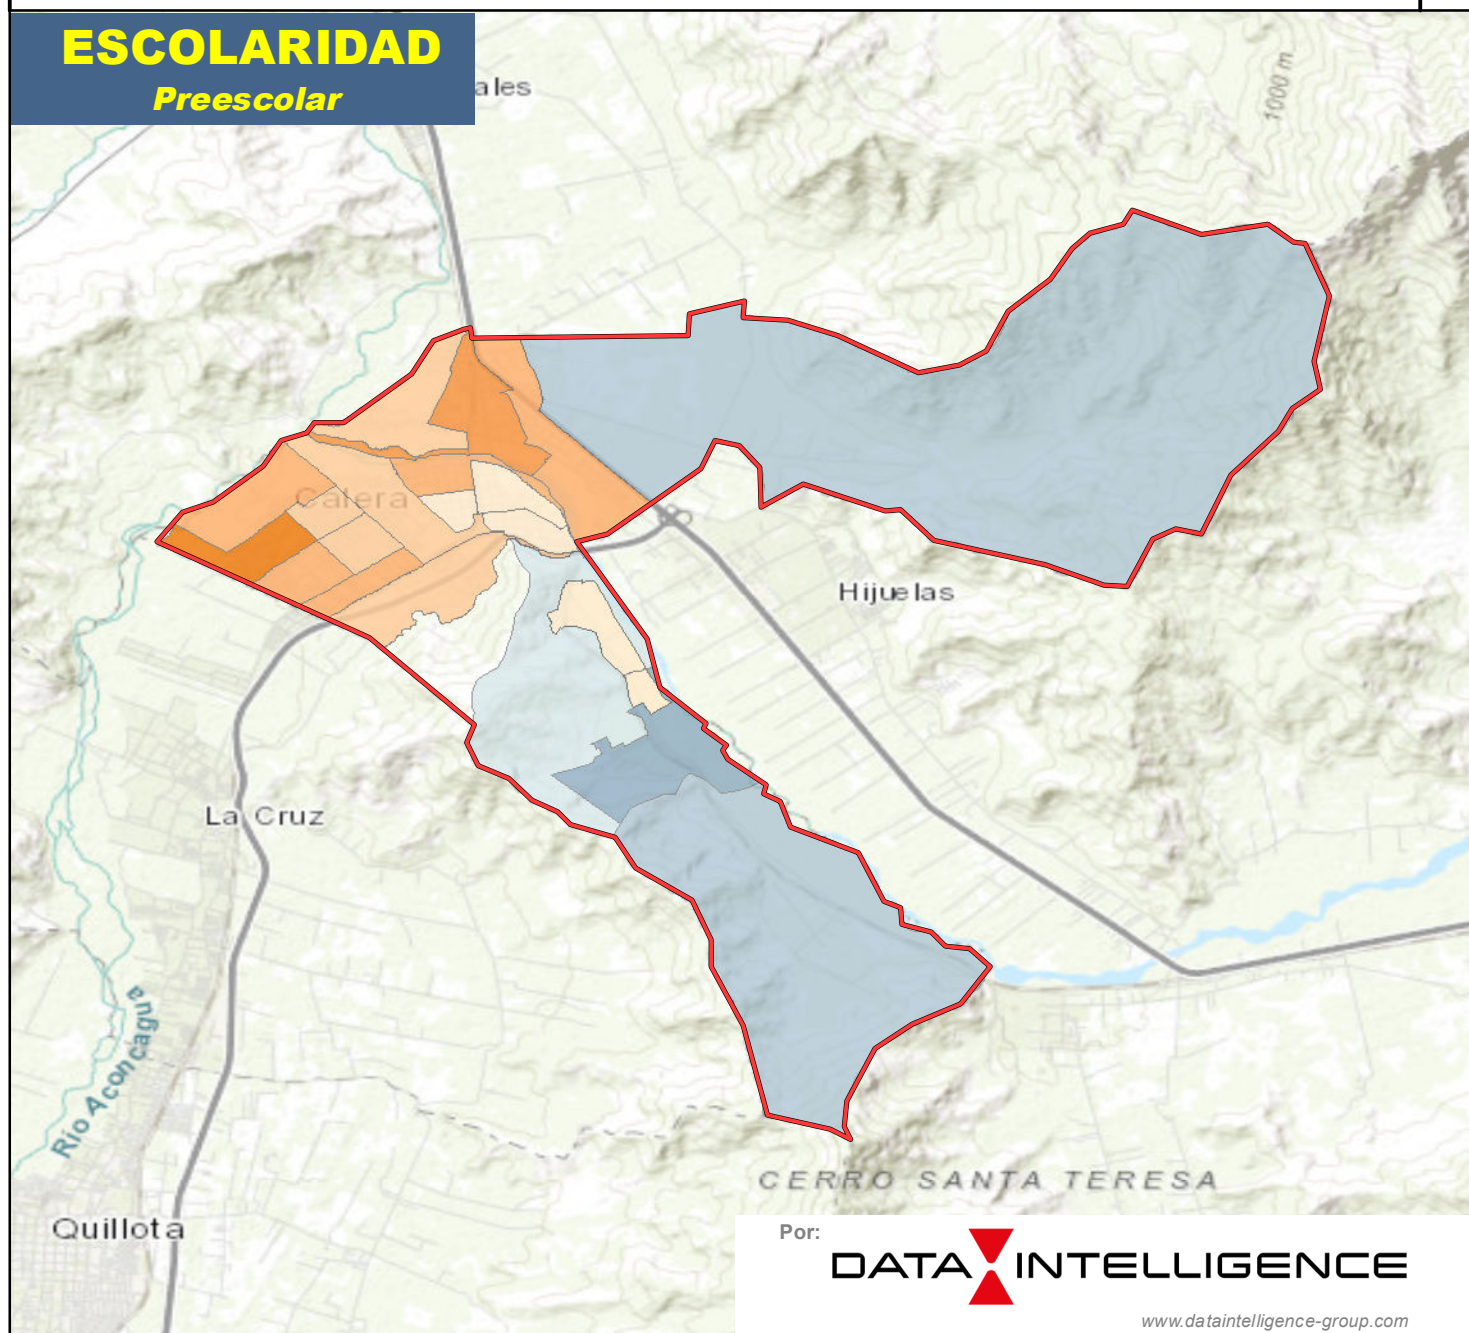 ESCOLARIDAD
Preescolar
ales
1000 m
Calera
Hijuelas
La Cruz
Río Aconcagua
CERRO SANTA TERESA
Quillota
Por:
DATA INTELLIGENCE
www.dataintelligence-group.com